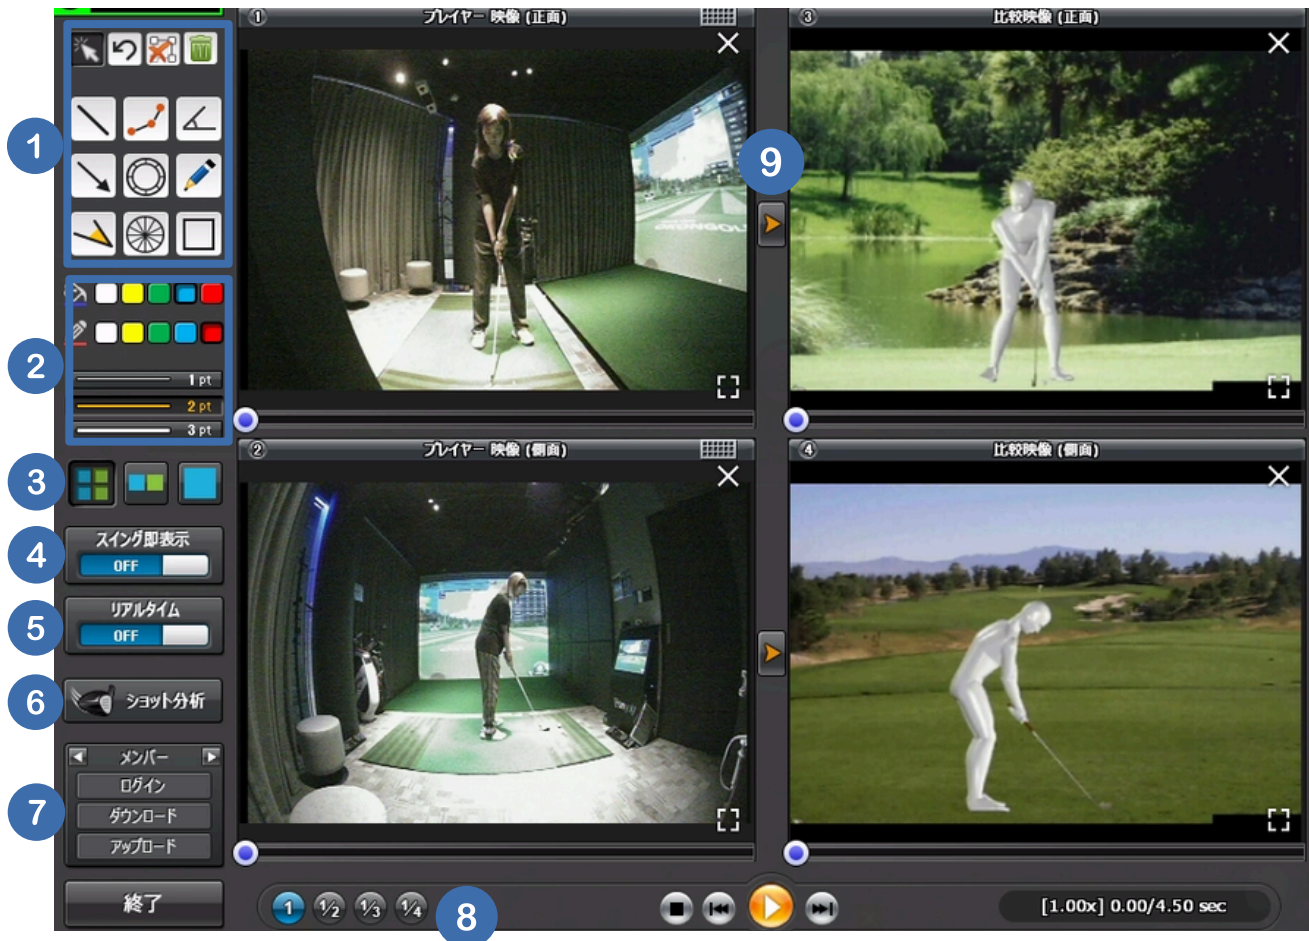 ① プレイヤー 映像 (正面)
③ 比較映像 (正面)
1
9
2
1 pt
2 pt
3 pt
② プレイヤー 映像 (側面)
④ 比較映像 (側面)
3
4
スイング即表示
OFF
5
リアルタイム
OFF
6
ショット分析
7
メンバー
ログイン
ダウンロード
アップロード
終了
1 1/2 1/3 1/4
8
[1.00x] 0.00/4.50 sec